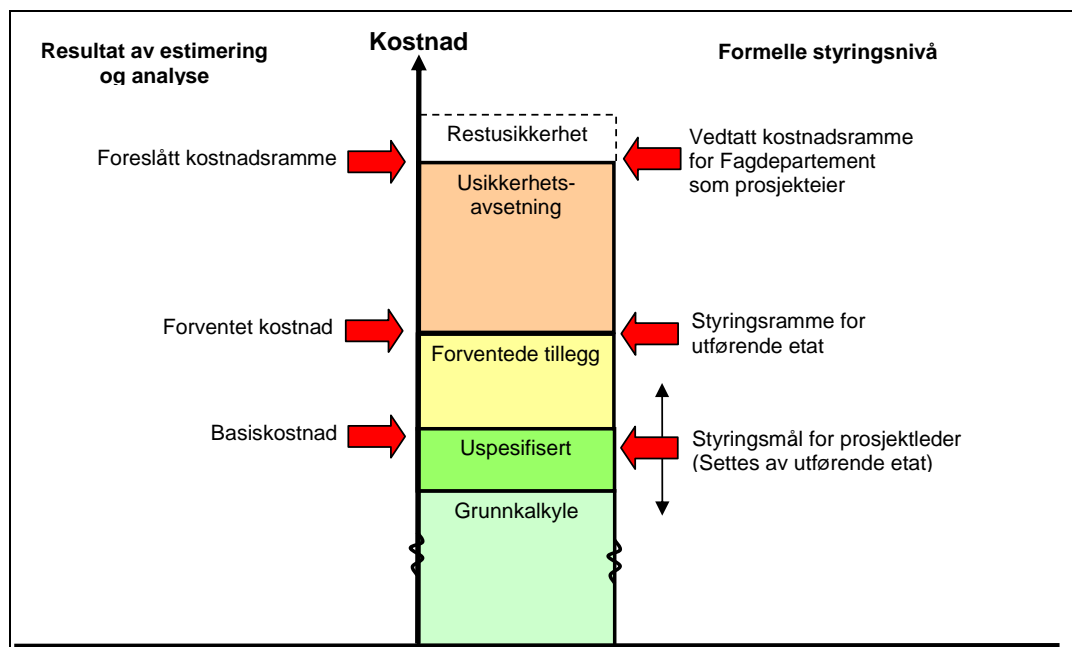 Resultat av estimering
og analyse
Kostnad
Formelle styringsnivå
Restusikkerhet
Foreslått kostnadsramme
Vedtatt kostnadsramme
for Fagdepartement
som prosjekteier
Usikkerhets-
avsetning
Forventet kostnad
Styringsramme for
utførende etat
Forventede tillegg
Basiskostnad
Uspesifisert
Styringsmål for prosjektleder
(Settes av utførende etat)
Grunnkalkyle